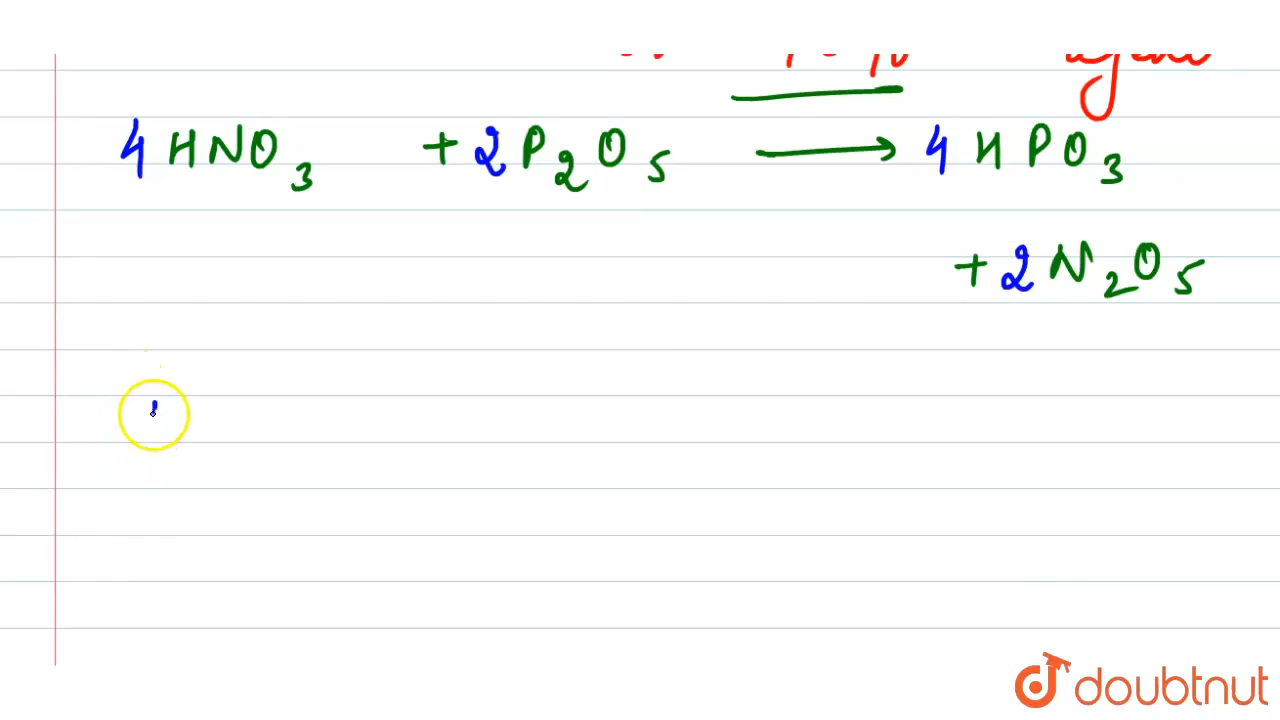 4HNO₃ + 2P₂O₅ ⟶ 4HPO₃
+ 2N₂O₅
doubtnut